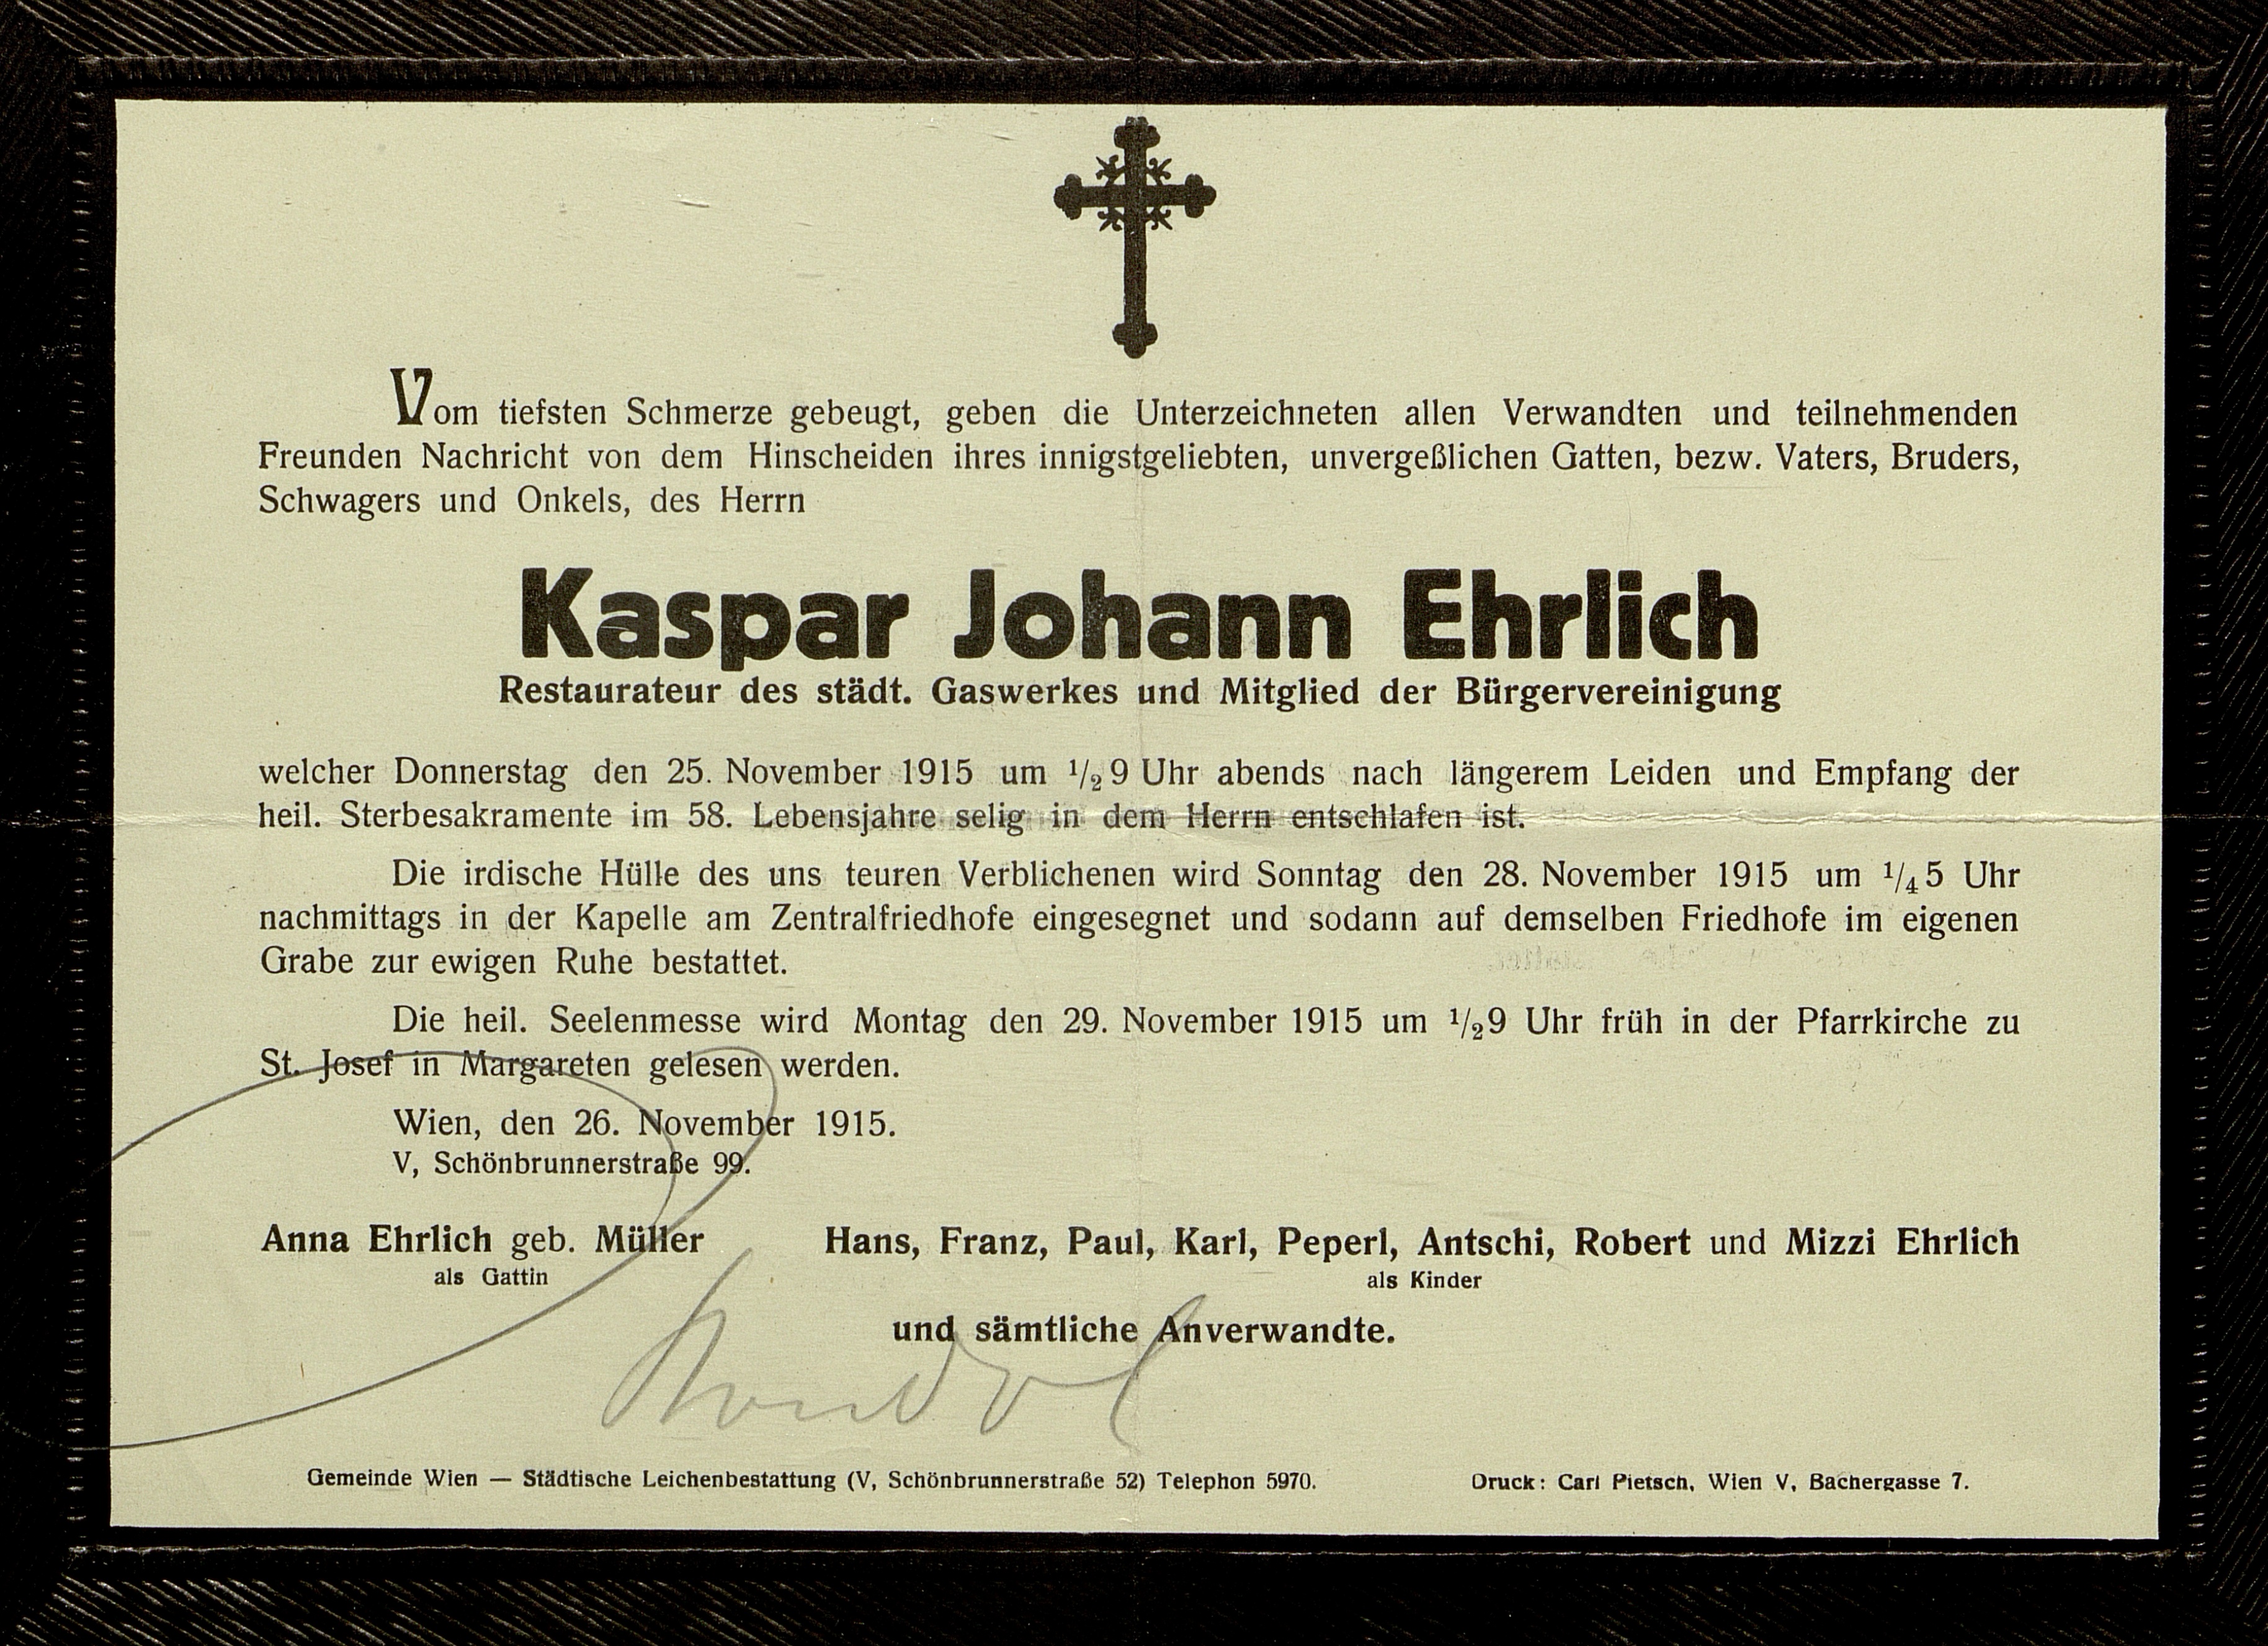 Vom tiefsten Schmerze gebeugt, geben die Unterzeichneten allen Verwandten und teilnehmenden
Freunden Nachricht von dem Hinscheiden ihres innigstgeliebten, unvergeßlichen Gatten, bezw. Vaters, Bruders,
Schwagers und Onkels, des Herrn
Kaspar Johann Ehrlich
Restaurateur des städt. Gaswerkes und Mitglied der Bürgervereinigung
welcher Donnerstag den 25. November 1915 um 1/2 9 Uhr abends nach längerem Leiden und Empfang der
heil. Sterbesakramente im 58. Lebensjahre selig in dem Herrn entschlafen ist.
Die irdische Hülle des uns teuren Verblichenen wird Sonntag den 28. November 1915 um 1/4 5 Uhr
nachmittags in der Kapelle am Zentralfriedhofe eingesegnet und sodann auf demselben Friedhofe im eigenen
Grabe zur ewigen Ruhe bestattet.
Die heil. Seelenmesse wird Montag den 29. November 1915 um 1/2 9 Uhr früh in der Pfarrkirche zu
St. Josef in Margareten gelesen werden.
Wien, den 26. November 1915.
V, Schönbrunnerstraße 99.
Anna Ehrlich geb. Müller
als Gattin
Hans, Franz, Paul, Karl, Peperl, Antschi, Robert und Mizzi Ehrlich
als Kinder
und sämtliche Anverwandte.
Gemeinde Wien — Städtische Leichenbestattung (V, Schönbrunnerstraße 52) Telephon 5970.
Druck: Carl Pietsch, Wien V, Bachergasse 7.